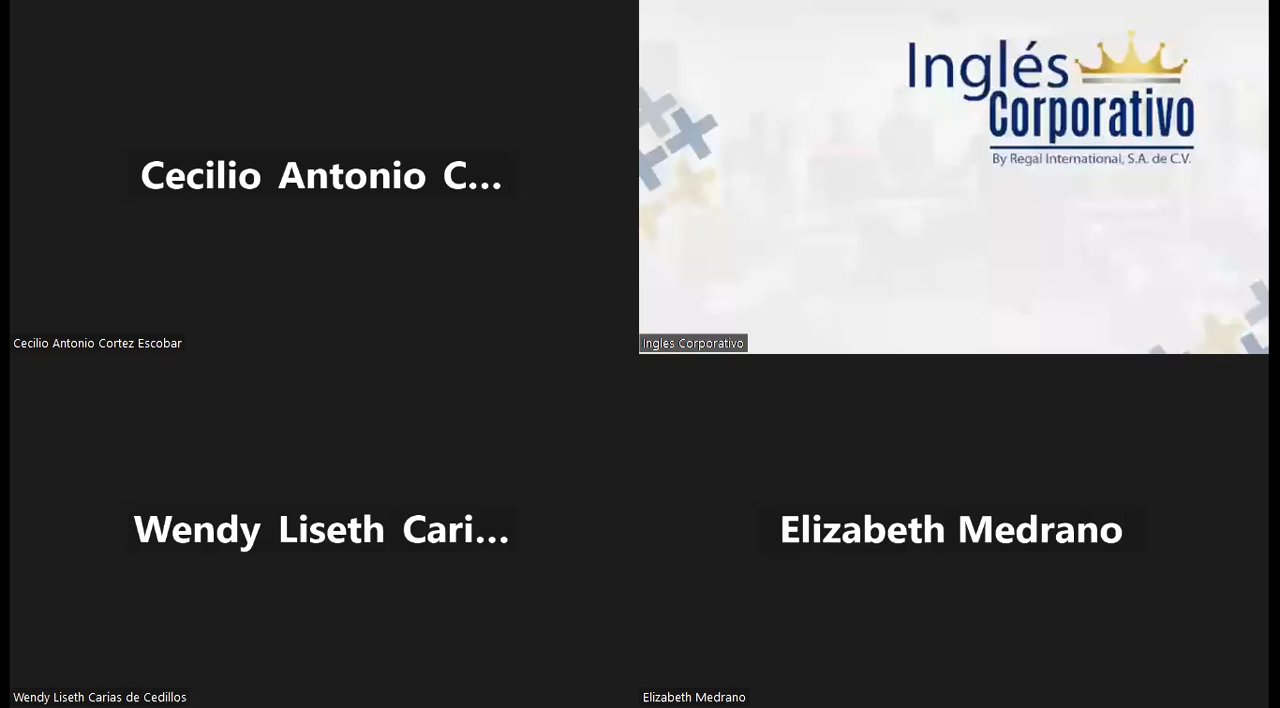 Cecilio Antonio C...
Cecilio Antonio Cortez Escobar
Inglés
Corporativo
By Regal International, S.A. de C.V.
Ingles Corporativo
Wendy Liseth Cari...
Wendy Liseth Carias de Cedillos
Elizabeth Medrano
Elizabeth Medrano